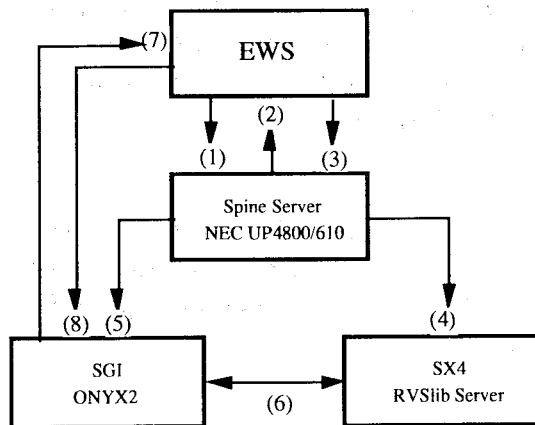 (7)
EWS
(2)
(1)
(3)
Spine Server
NEC UP4800/610
(8)
(5)
(4)
SGI
ONYX2
(6)
SX4
RVSlib Server